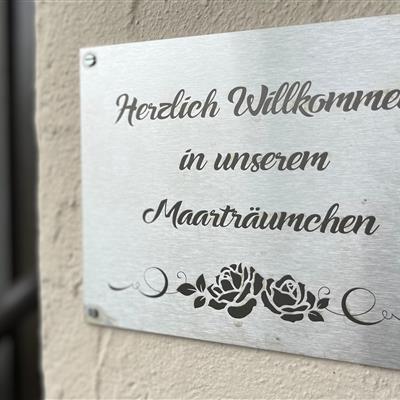 Herzlich Willkomme
in unserem
Maarträumchen